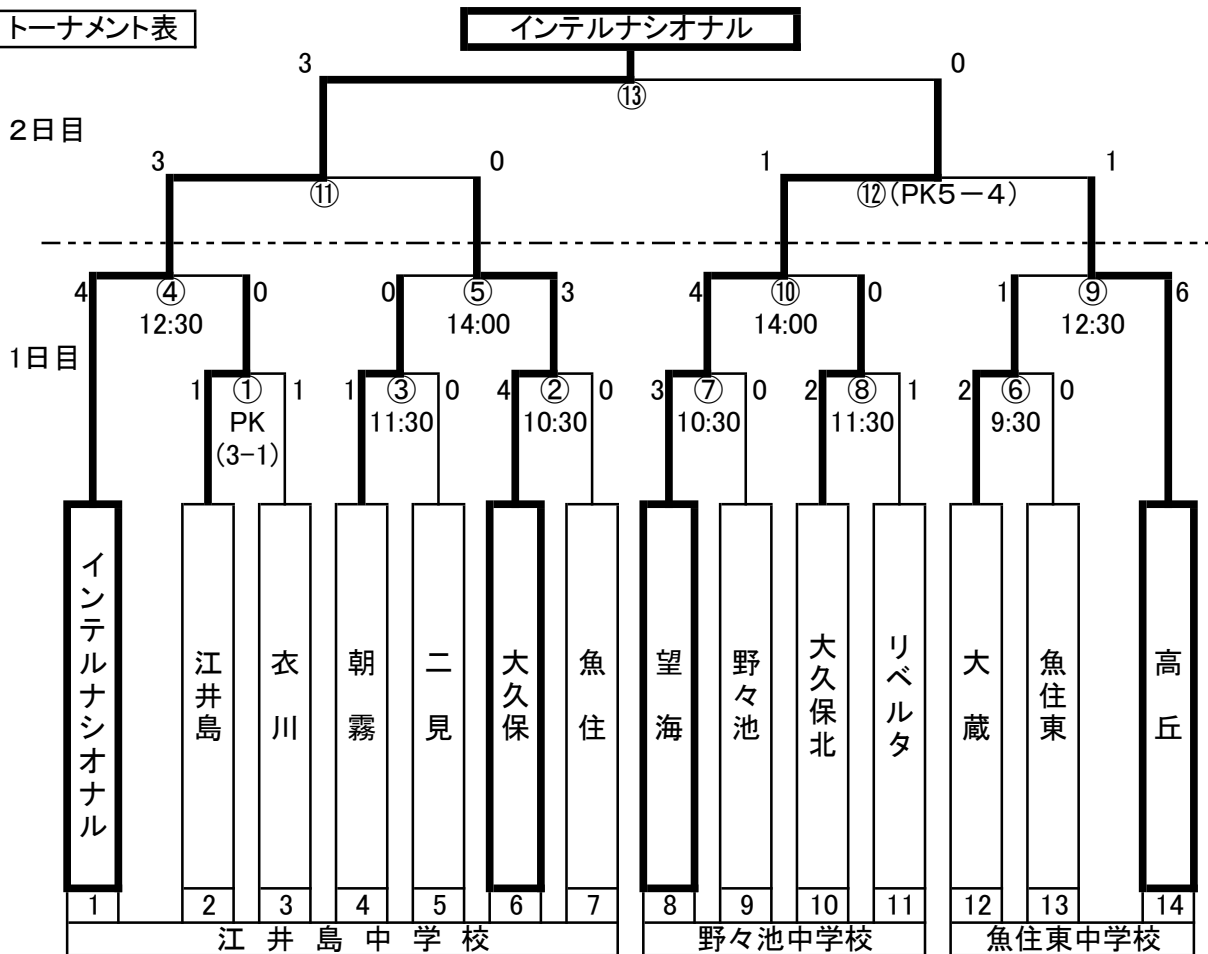 トーナメント表
インテルナシオナル
3 0
⑬
2日目
3 0 1 1
⑪ ⑫(PK5-4)
4 ④ 0 0 ⑤ 3 4 ⑩ 0 1 ⑨ 6
12:30 14:00 14:00 12:30
1日目
1 ① 1 1 ③ 0 4 ② 0 3 ⑦ 0 2 ⑧ 1 2 ⑥ 0
PK 11:30 10:30 10:30 11:30 9:30
(3-1)
インテルナシオナル
江井島
衣川
朝霧
二見
大久保
魚住
望海
野々池
大久保北
リベルタ
大蔵
魚住東
高丘
1 2 3 4 5 6 7 8 9 10 11 12 13 14
江井島中学校 野々池中学校 魚住東中学校